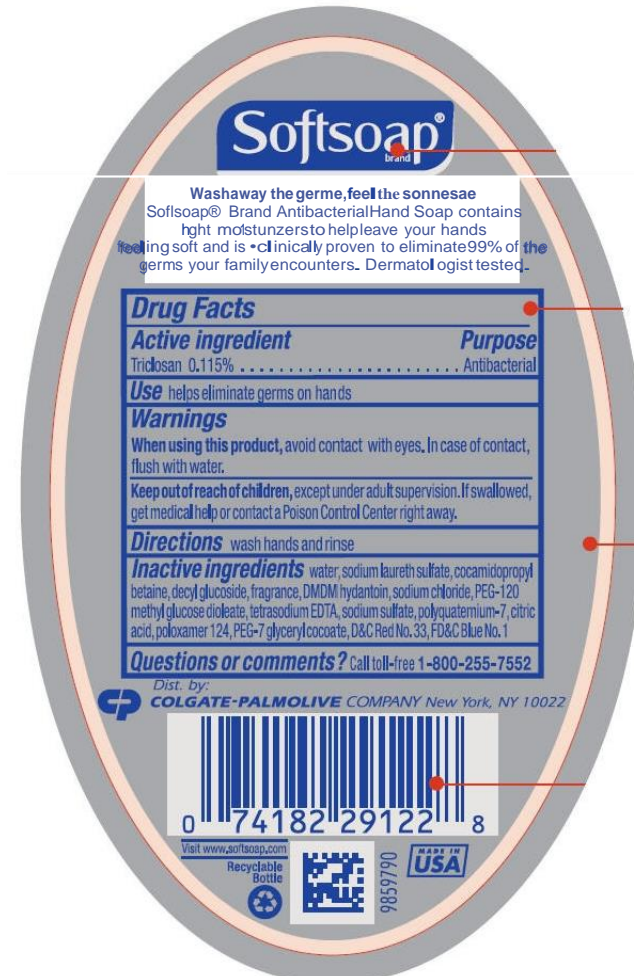 Softsoap®
brand
Washaway the germe,feel the sonnesae
Soflsoap® Brand AntibacterialHand Soap contains
hght mo1stunzers to helpleave your hands
feeling soft and is •clinically proven to eliminate 99% of the
germs your family encounters.. Dermatologist tested..
Drug Facts
Active ingredient Purpose
Triclosan 0.115% . . . . . . . . . . . . . . . . . . . . . . . . Antibacterial
Use helps eliminate germs on hands
Warnings
When using this product, avoid contact with eyes. In case of contact,
flush with water.
Keep out of reach of children, except under adult supervision. If swallowed,
get medical help or contact a Poison Control Center right away.
Directions wash hands and rinse
Inactive ingredients water, sodium laureth sulfate, cocamidopropyl
betaine, decyl glucoside, fragrance, DMDM hydantoin, sodium chloride, PEG-120
methyl glucose dioleate, tetrasodium EDTA, sodium sulfate, polyquaternium-7, citric
acid, poloxamer 124, PEG-7 glyceryl cocoate, D&C Red No. 33, FD&C Blue No. 1
Questions or comments? Call toll-free 1-800-255-7552
Dist. by:
COLGATE-PALMOLIVE COMPANY New York, NY 10022
0 74182 29122 8
Visit www.softsoap.com
Recyclable
Bottle
9859790
MADE IN
USA